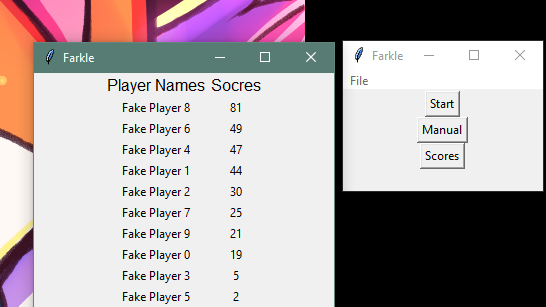 Farkle
Player Names Socres
Fake Player 8 81
Fake Player 6 49
Fake Player 4 47
Fake Player 1 44
Fake Player 2 30
Fake Player 7 25
Fake Player 9 21
Fake Player 0 19
Fake Player 3 5
Fake Player 5 2
Farkle
File
Start
Manual
Scores